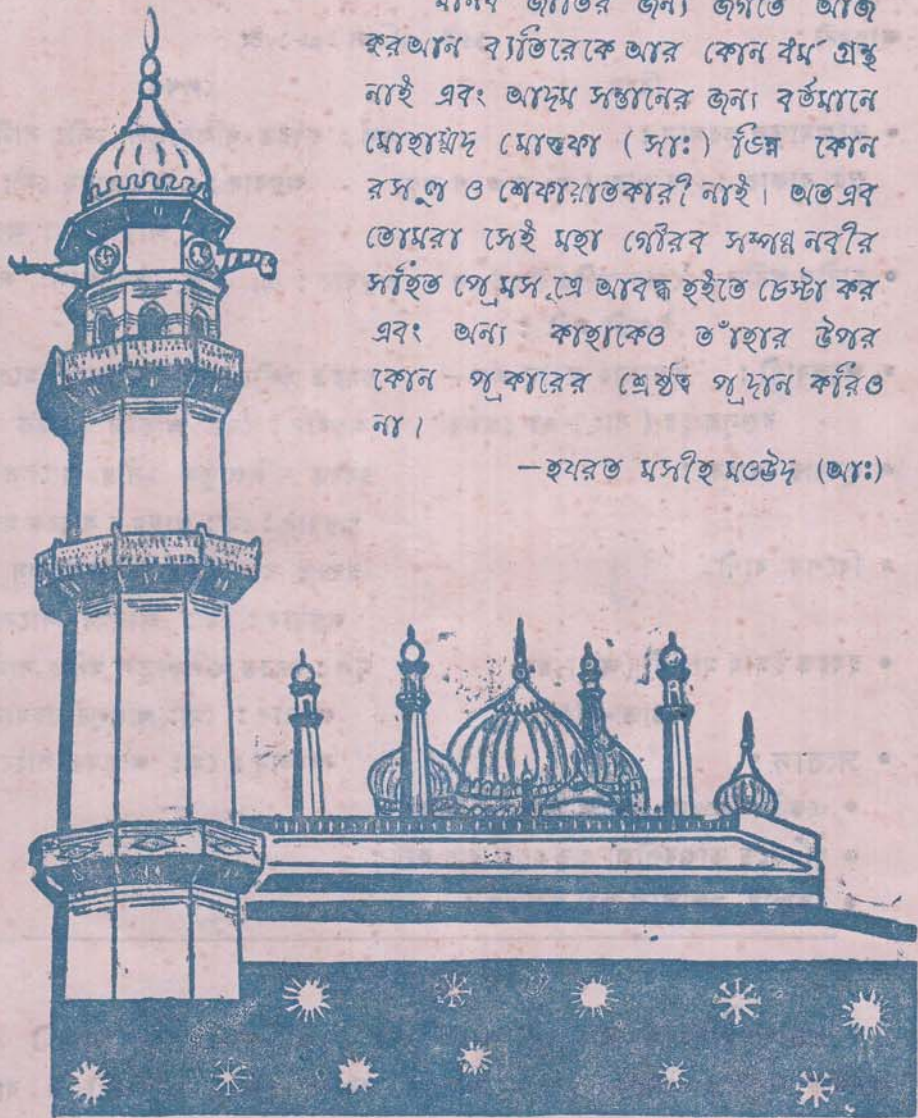 মানব জাতির জন্য জগতে আজ
কুরআন ব্যতিরেকে আর কোন ধর্ম গ্রন্থ
নাই এবং আদম সন্তানের জন্য বর্তমানে
মোহাম্মদ মোস্তফা (সাঃ) ভিন্ন কোন
রসূল ও শেফায়াতকারী নাই। অতএব
তোমরা সেই মহা গৌরব সম্পন্ন নবীর
সহিত প্রেমসূত্রে আবদ্ধ হইতে চেস্টা কর
এবং অন্য কাহাকেও তাঁহার উপর
কোন প্রকারের শ্রেষ্ঠত্ব প্রদান করিও
না।
—হযরত মসীহ মওউদ (আঃ)